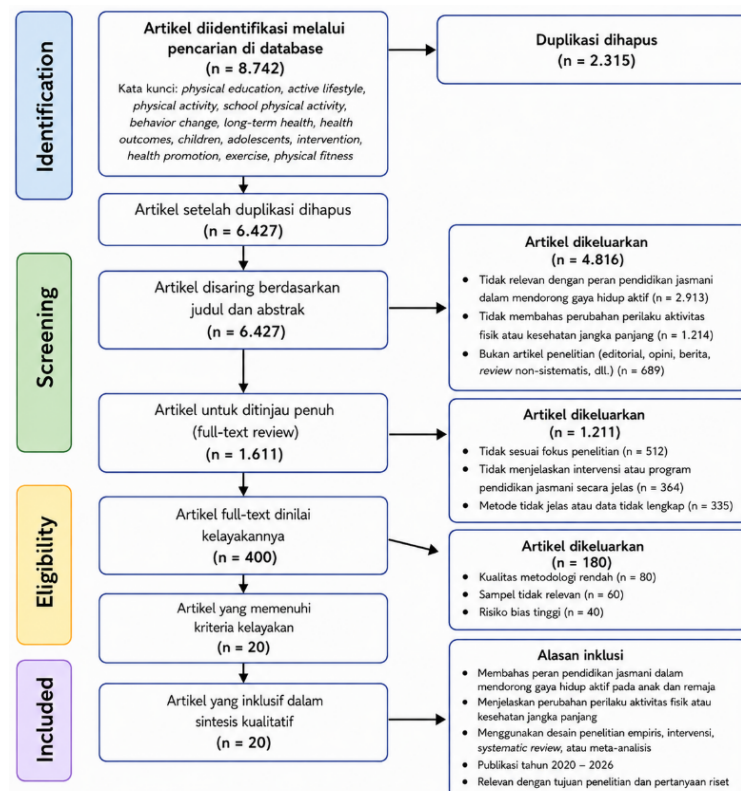 Identification
Artikel diidentifikasi melalui
pencarian di database
(n = 8.742)
Kata kunci: physical education, active lifestyle,
physical activity, school physical activity,
behavior change, long-term health, health
outcomes, children, adolescents, intervention,
health promotion, exercise, physical fitness
Duplikasi dihapus
(n = 2.315)
Artikel setelah duplikasi dihapus
(n = 6.427)
Screening
Artikel disaring berdasarkan
judul dan abstrak
(n = 6.427)
Artikel dikeluarkan
(n = 4.816)
• Tidak relevan dengan peran pendidikan jasmani
dalam mendorong gaya hidup aktif (n = 2.913)
• Tidak membahas perubahan perilaku aktivitas
fisik atau kesehatan jangka panjang (n = 1.214)
• Bukan artikel penelitian (editorial, opini, berita,
review non-sistematis, dll.) (n = 689)
Artikel untuk ditinjau penuh
(full-text review)
(n = 1.611)
Artikel dikeluarkan
(n = 1.211)
• Tidak sesuai fokus penelitian (n = 512)
• Tidak menjelaskan intervensi atau program
pendidikan jasmani secara jelas (n = 364)
• Metode tidak jelas atau data tidak lengkap (n = 335)
Eligibility
Artikel full-text dinilai
kelayakannya
(n = 400)
Artikel dikeluarkan
(n = 180)
• Kualitas metodologi rendah (n = 80)
• Sampel tidak relevan (n = 60)
• Risiko bias tinggi (n = 40)
Artikel yang memenuhi
kriteria kelayakan
(n = 20)
Included
Artikel yang inklusif dalam
sintesis kualitatif
(n = 20)
Alasan inklusi
• Membahas peran pendidikan jasmani dalam
mendorong gaya hidup aktif pada anak dan remaja
• Menjelaskan perubahan perilaku aktivitas fisik atau
kesehatan jangka panjang
• Menggunakan desain penelitian empiris, intervensi,
systematic review, atau meta-analisis
• Publikasi tahun 2020 – 2026
• Relevan dengan tujuan penelitian dan pertanyaan riset